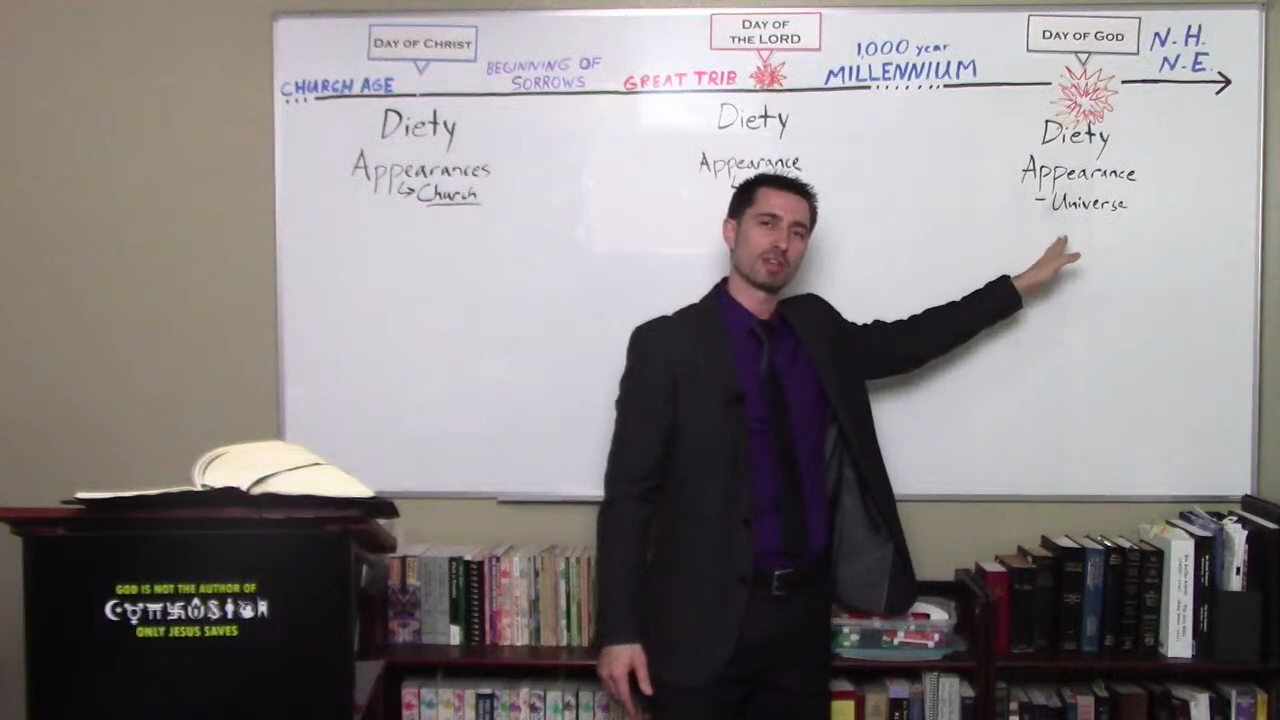 DAY OF CHRIST
DAY OF
THE LORD
DAY OF GOD
N.H.
N.E.
CHURCH AGE
BEGINNING OF
SORROWS
GREAT TRIB
1,000 year
MILLENNIUM
Diety
Appearances
Church
Diety
Appearance
Diety
Appearance
- Universe
GOD IS NOT THE AUTHOR OF
ONLY JESUS SAVES